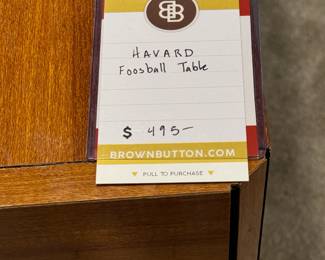 BB
HAVARD
Foosball Table
$ 495-
BROWNBUTTON.COM
PULL TO PURCHASE